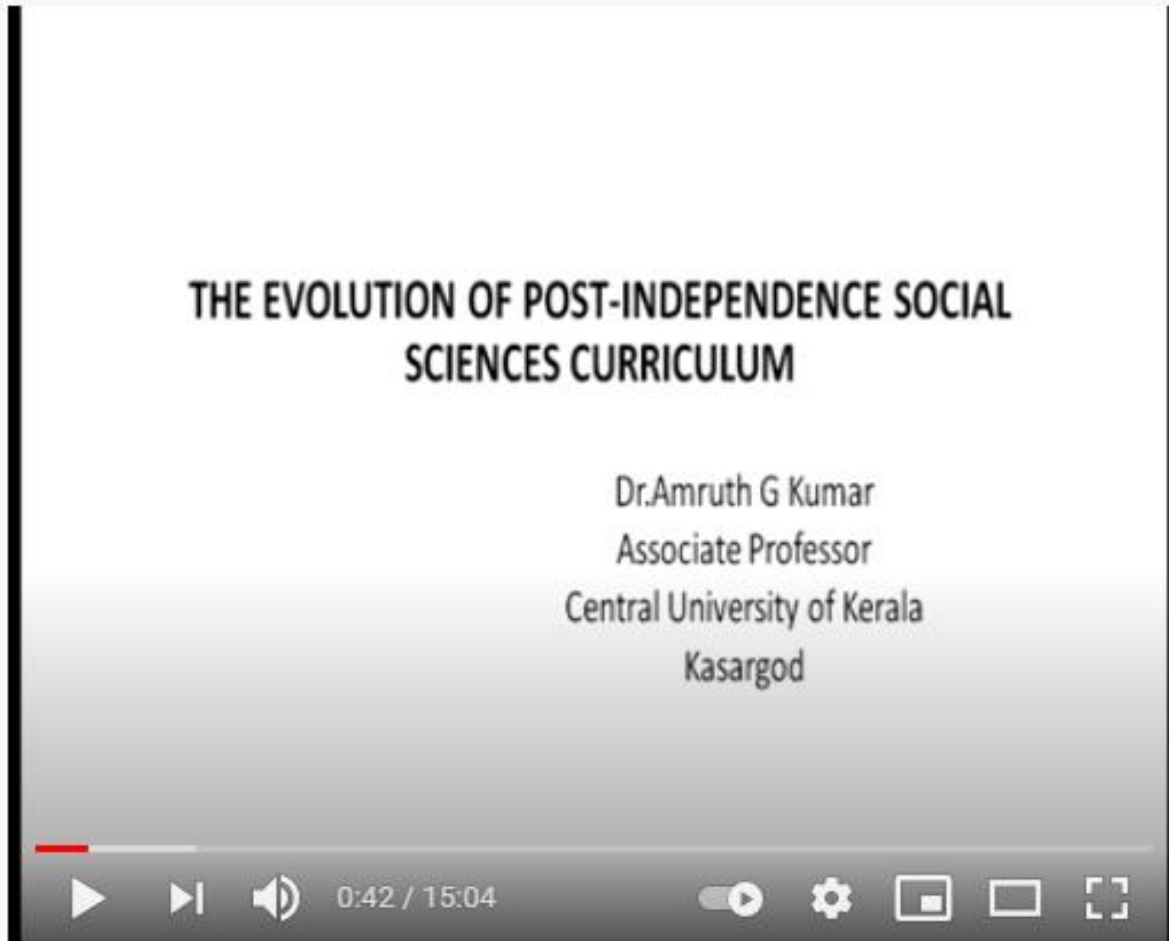 THE EVOLUTION OF POST-INDEPENDENCE SOCIAL
SCIENCES CURRICULUM
Dr.Amruth G Kumar
Associate Professor
Central University of Kerala
Kasargod
0:42 / 15:04